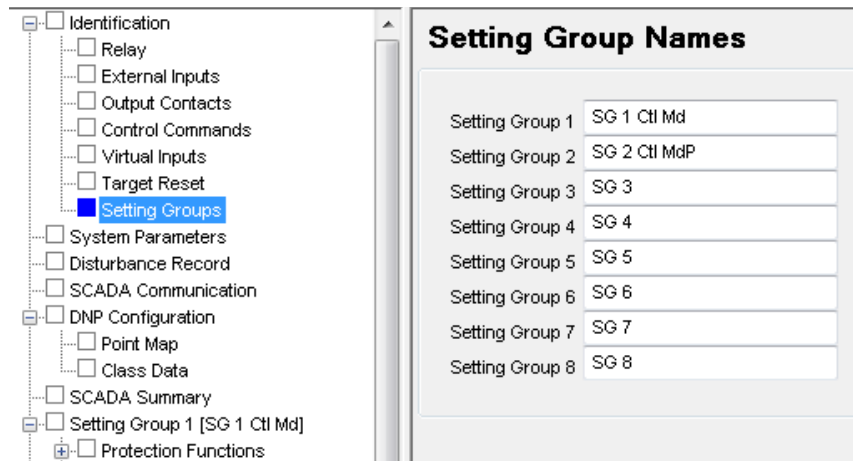 Identification
Relay
External Inputs
Output Contacts
Control Commands
Virtual Inputs
Target Reset
Setting Groups
System Parameters
Disturbance Record
SCADA Communication
DNP Configuration
Point Map
Class Data
SCADA Summary
Setting Group 1 [SG 1 Ctl Md]
Protection Functions
Setting Group Names
Setting Group 1 SG 1 Ctl Md
Setting Group 2 SG 2 Ctl MdP
Setting Group 3 SG 3
Setting Group 4 SG 4
Setting Group 5 SG 5
Setting Group 6 SG 6
Setting Group 7 SG 7
Setting Group 8 SG 8